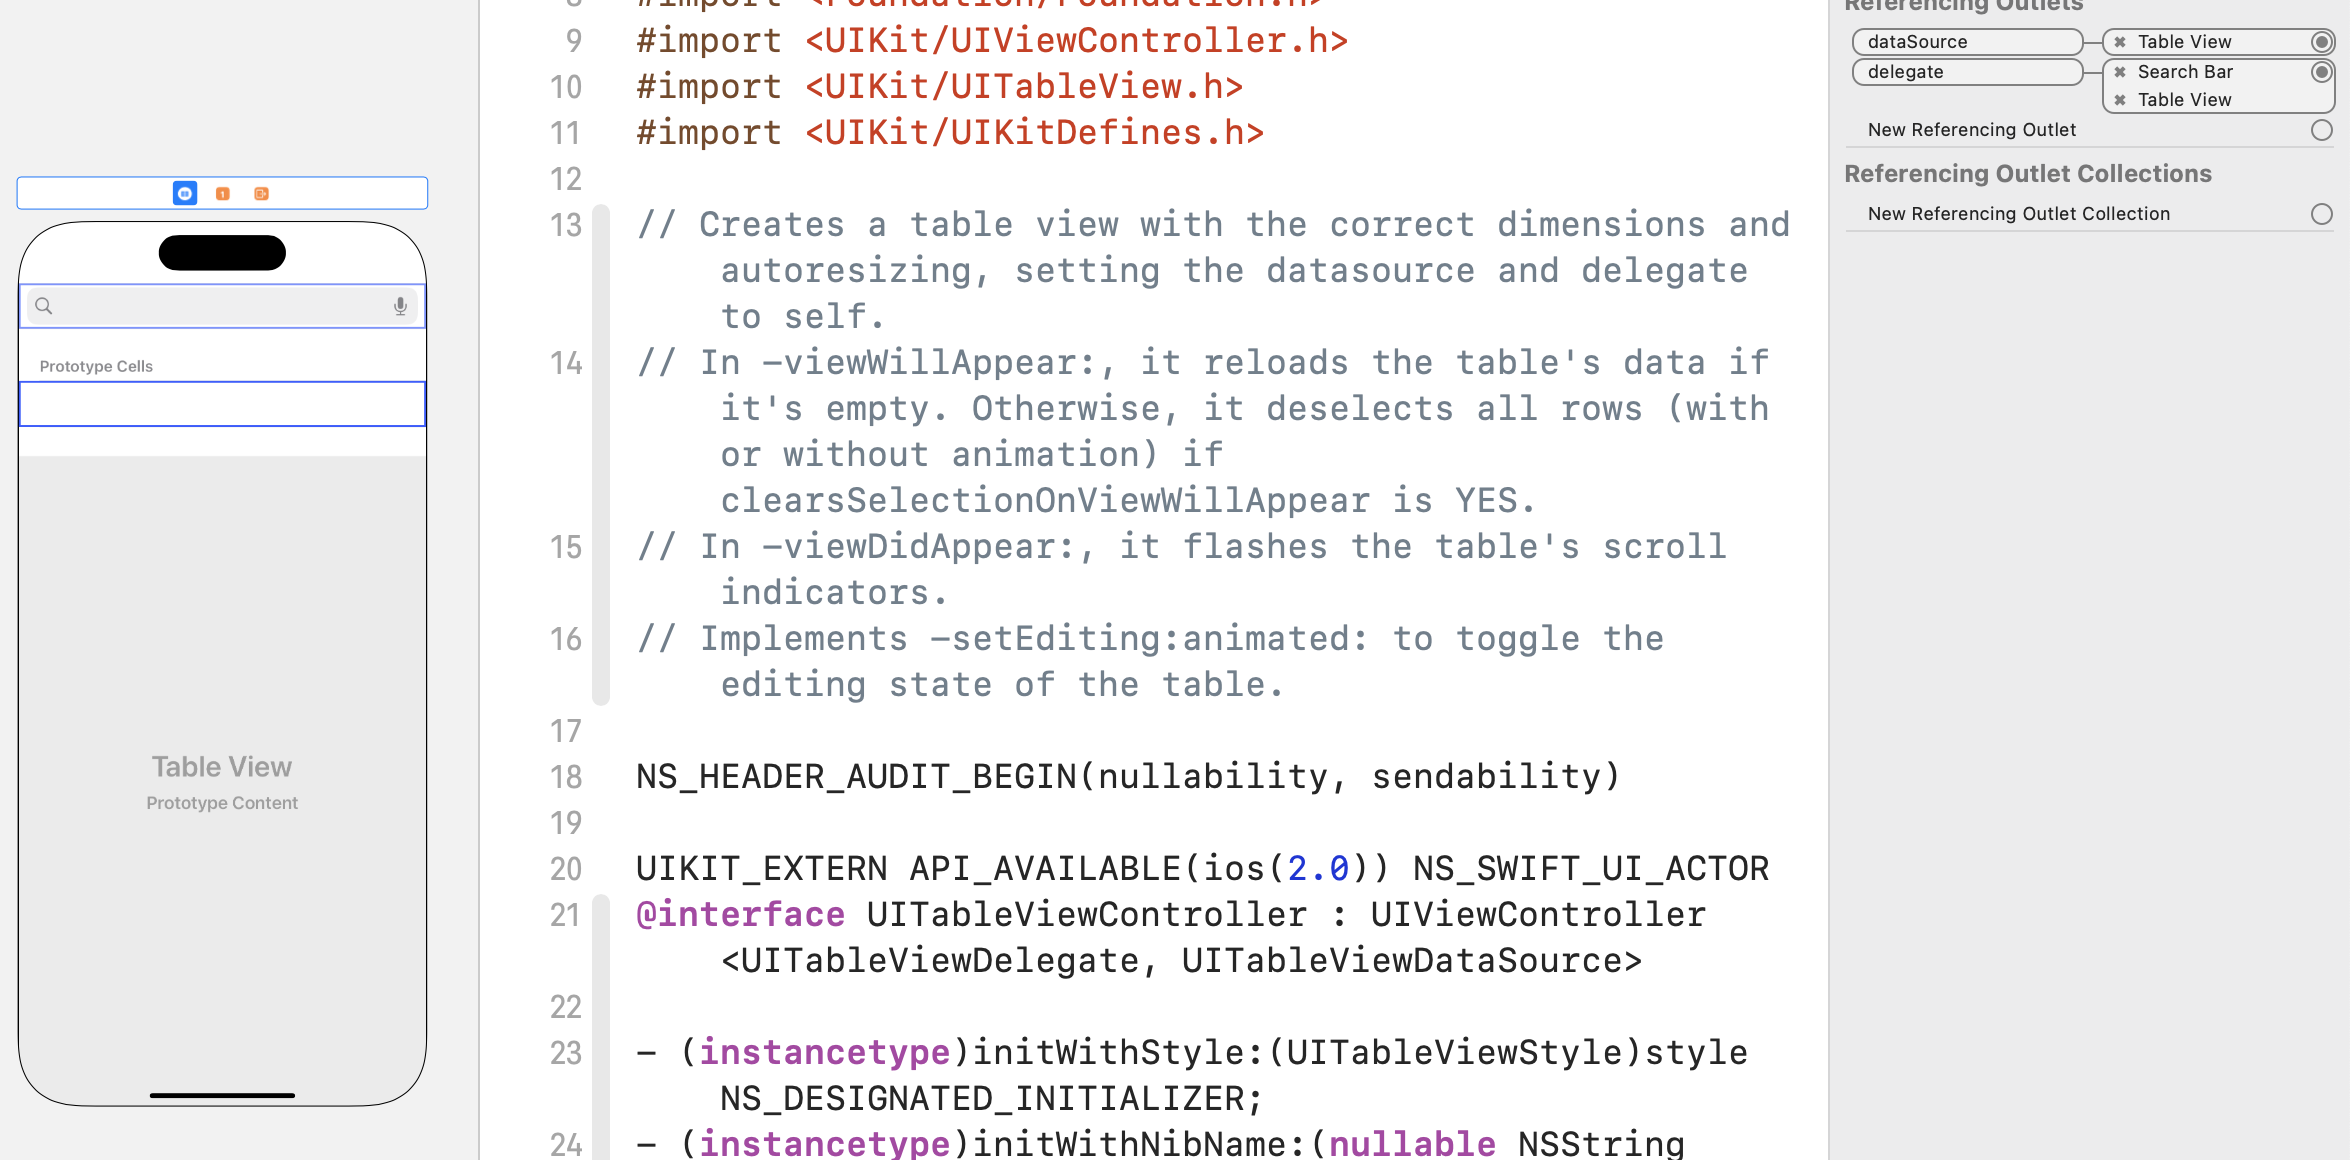 Prototype Cells
Table View
Prototype Content
8 #import <Foundation/Foundation.h>
9 #import <UIKit/UIViewController.h>
10 #import <UIKit/UITableView.h>
11 #import <UIKit/UIKitDefines.h>
12
13 // Creates a table view with the correct dimensions and
autoresizing, setting the datasource and delegate
to self.
14 // In -viewWillAppear:, it reloads the table's data if
it's empty. Otherwise, it deselects all rows (with
or without animation) if
clearsSelectionOnViewWillAppear is YES.
15 // In -viewDidAppear:, it flashes the table's scroll
indicators.
16 // Implements -setEditing:animated: to toggle the
editing state of the table.
17
18 NS_HEADER_AUDIT_BEGIN(nullability, sendability)
19
20 UIKIT_EXTERN API_AVAILABLE(ios(2.0)) NS_SWIFT_UI_ACTOR
21 @interface UITableViewController : UIViewController
<UITableViewDelegate, UITableViewDataSource>
22
23 - (instancetype)initWithStyle:(UITableViewStyle)style
NS_DESIGNATED_INITIALIZER;
24 - (instancetype)initWithNibName:(nullable NSString
Referencing Outlets
dataSource Table View
delegate Search Bar
Table View
New Referencing Outlet
Referencing Outlet Collections
New Referencing Outlet Collection